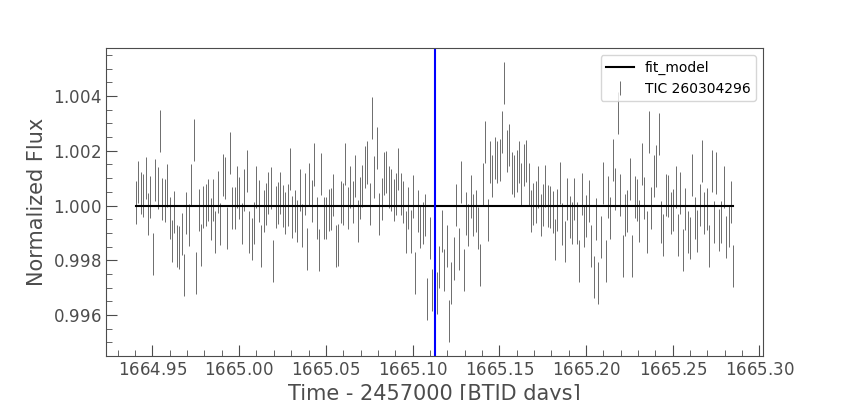 fit_model
TIC 260304296
1.004
1.002
1.000
0.998
0.996
Normalized Flux
1664.95 1665.00 1665.05 1665.10 1665.15 1665.20 1665.25 1665.30
Time - 2457000 [BTJD days]